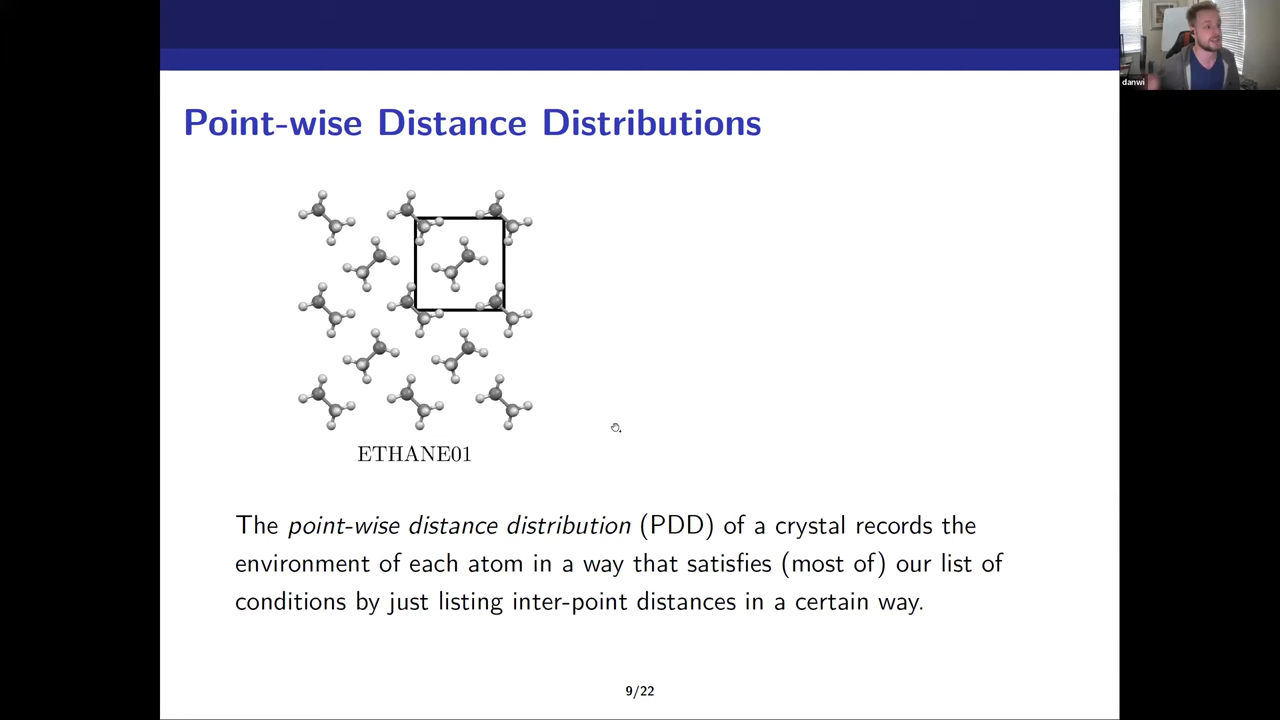 danwi
Point-wise Distance Distributions
ETHANE01
The point-wise distance distribution (PDD) of a crystal records the
environment of each atom in a way that satisfies (most of) our list of
conditions by just listing inter-point distances in a certain way.
9/22